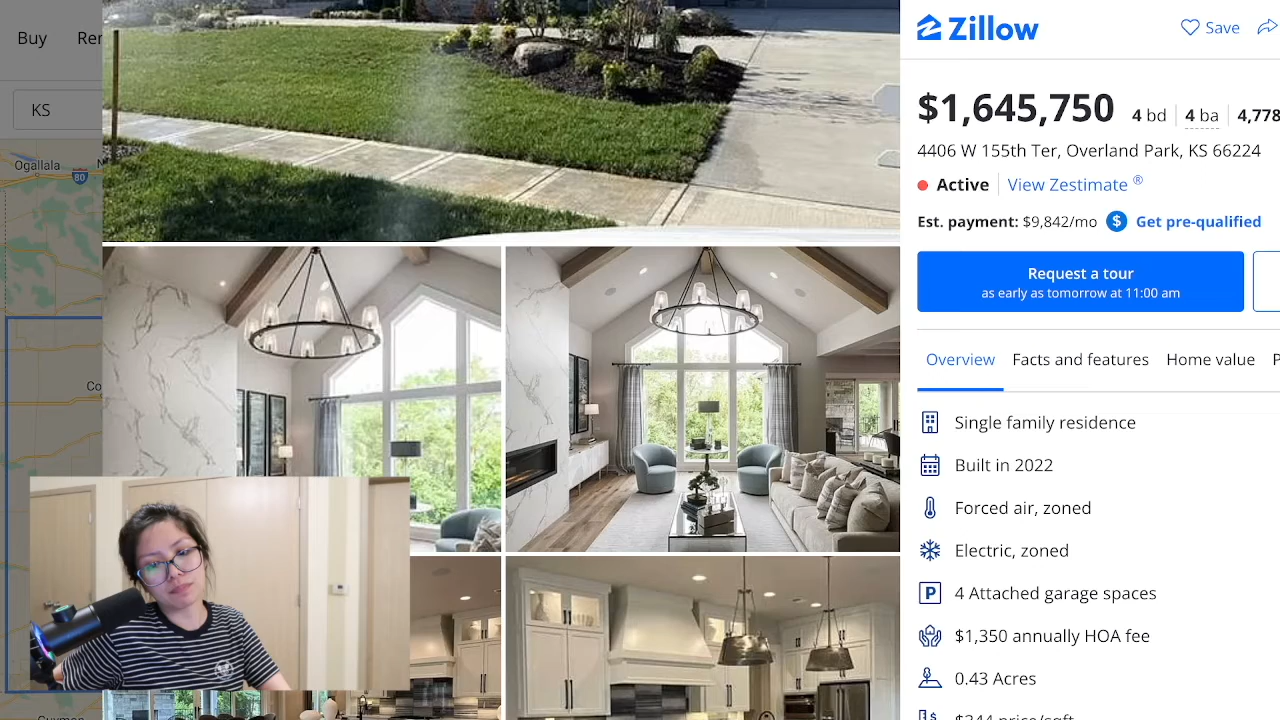 Buy
Zillow
Save
KS
$1,645,750 4 bd 4 ba 4,778
4406 W 155th Ter, Overland Park, KS 66224
Active View Zestimate ®
Ogallala
80
Est. payment: $9,842/mo $ Get pre-qualified
Request a tour
as early as tomorrow at 11:00 am
Overview Facts and features Home value
Single family residence
Built in 2022
Forced air, zoned
Electric, zoned
P 4 Attached garage spaces
$1,350 annually HOA fee
0.43 Acres
$344 price/sqft